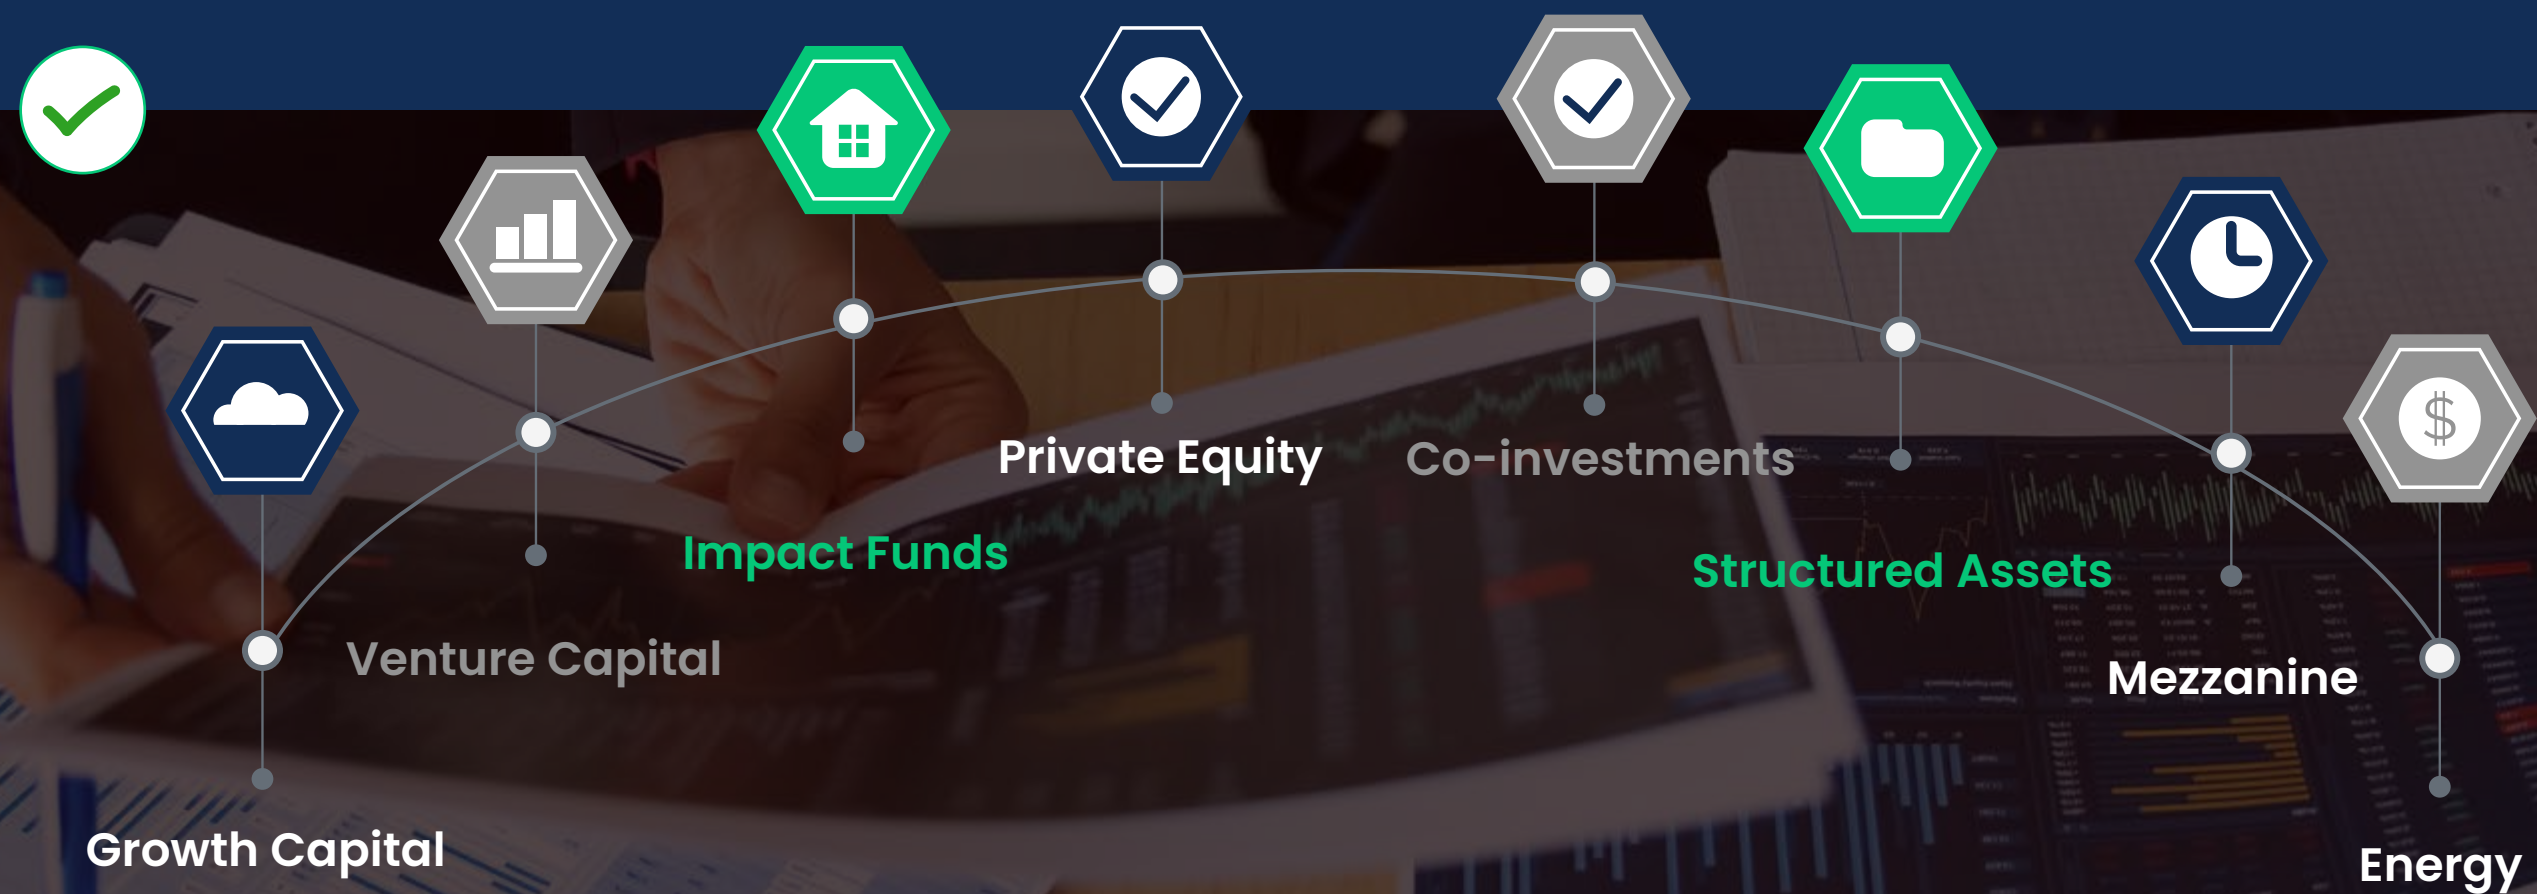 Growth Capital
Venture Capital
Impact Funds
Private Equity
Co-investments
Structured Assets
Mezzanine
Energy